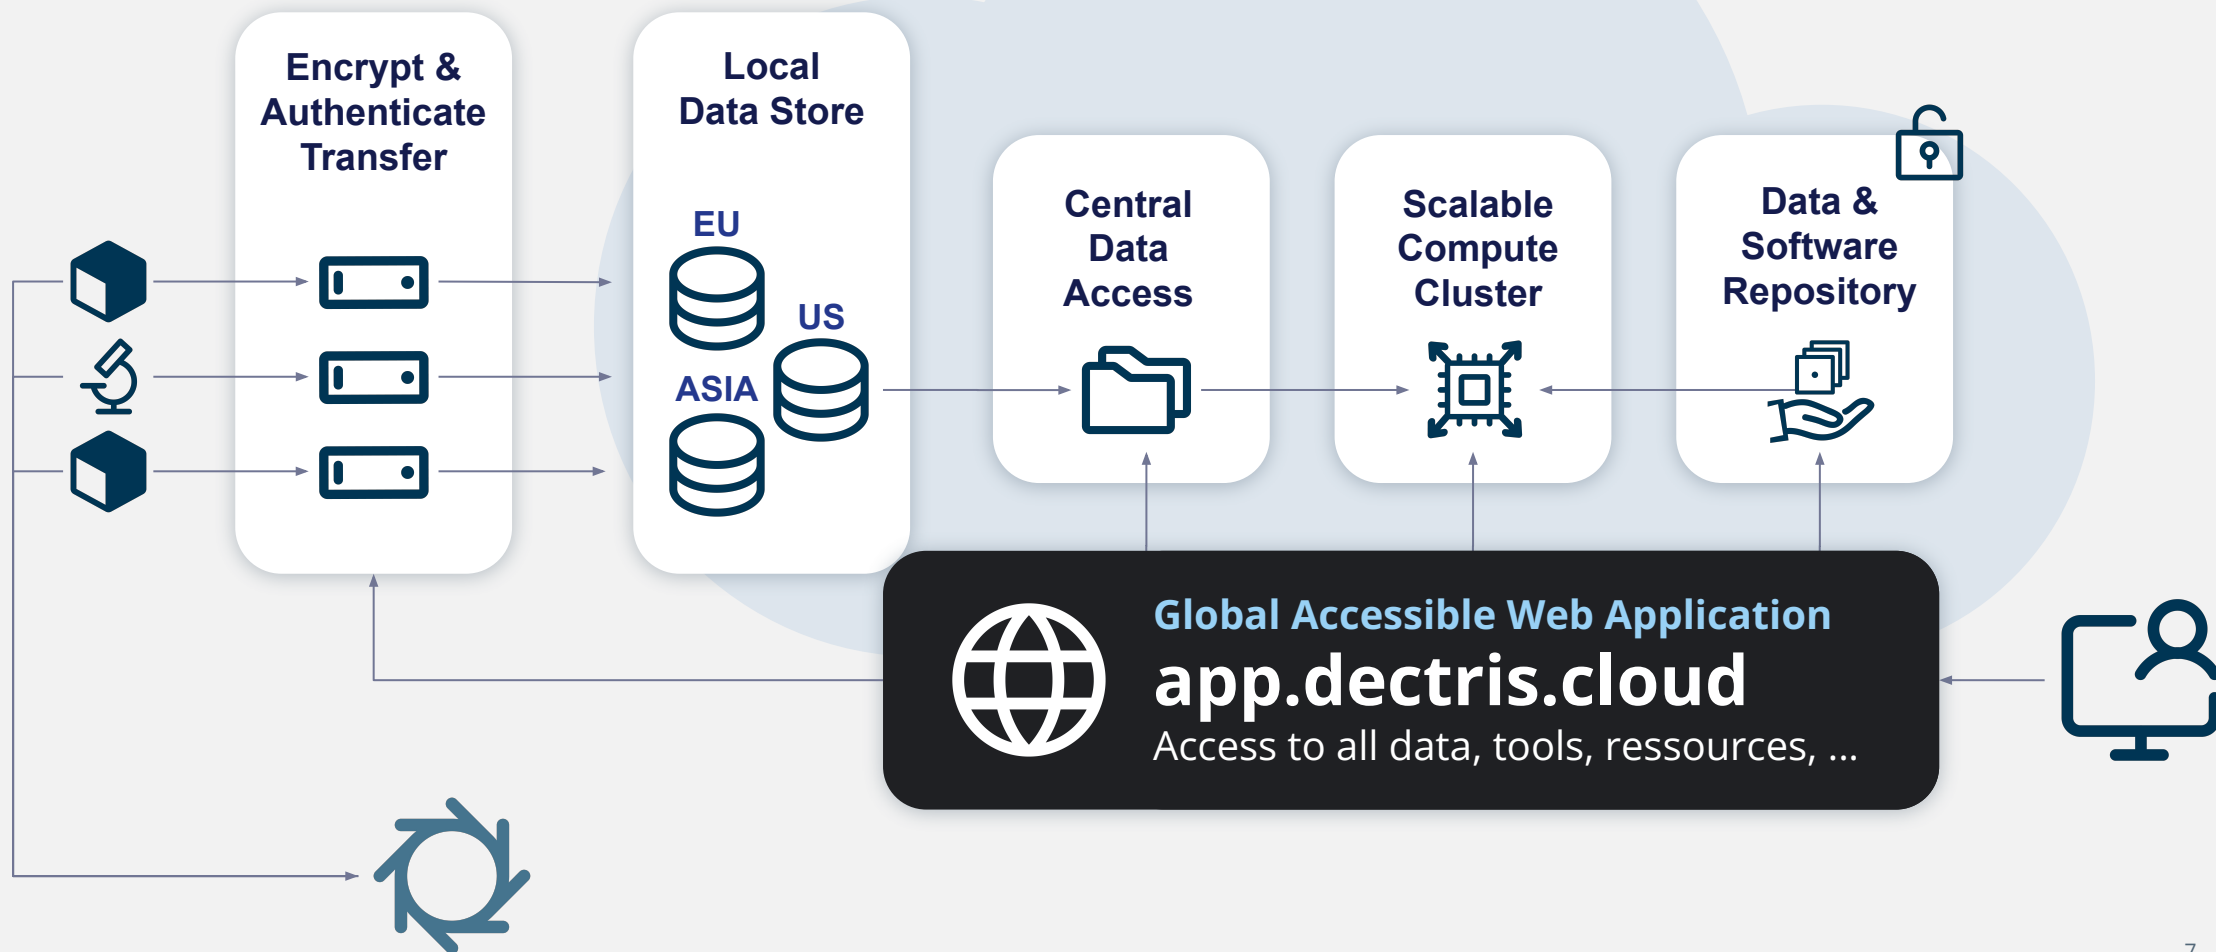 Encrypt &
Authenticate
Transfer
Local
Data Store
EU
US
ASIA
Central
Data
Access
Scalable
Compute
Cluster
Data &
Software
Repository
Global Accessible Web Application
app.dectris.cloud
Access to all data, tools, ressources, ...
7